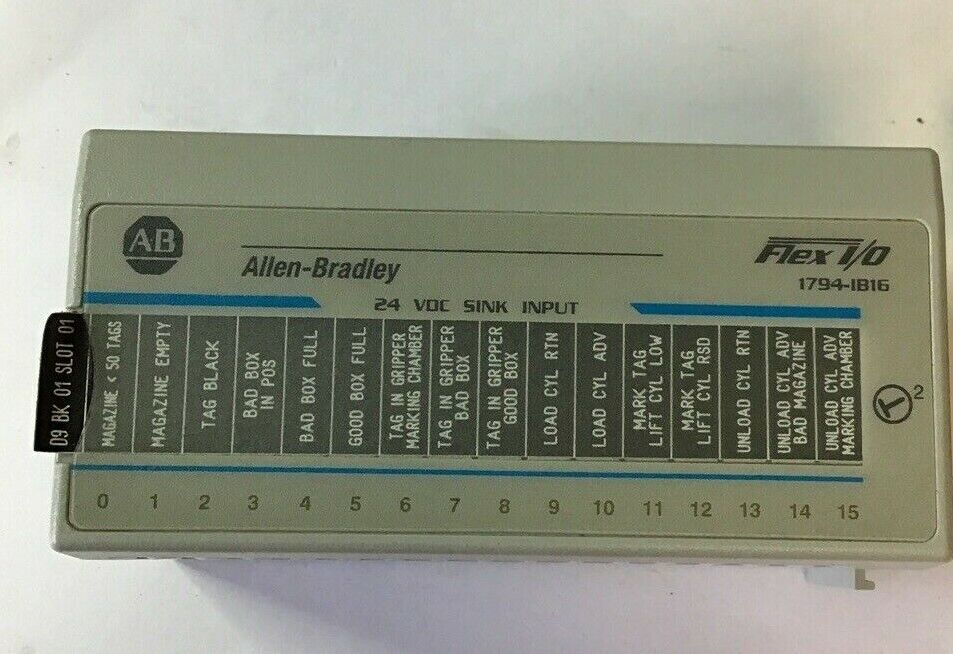 AB
Allen-Bradley
Flex I/O
1794-IB16
24 VDC SINK INPUT
D9 BK 01 SLOT 01
MAGAZINE < 50 TAGS
MAGAZINE EMPTY
TAG BLACK
BAD BOX
IN POS
BAD BOX FULL
GOOD BOX FULL
TAG IN GRIPPER
MARKING CHAMBER
TAG IN GRIPPER
BAD BOX
TAG IN GRIPPER
GOOD BOX
LOAD CYL RTN
LOAD CYL ADV
MARK TAG
LIFT CYL LOW
MARK TAG
LIFT CYL RSD
UNLOAD CYL RTN
UNLOAD CYL ADV
BAD MAGAZINE
UNLOAD CYL ADV
MARKING CHAMBER
2
0 1 2 3 4 5 6 7 8 9 10 11 12 13 14 15